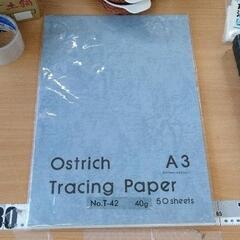 Ostrich A3
Tracing Paper
No.T-42 40g 50 sheets